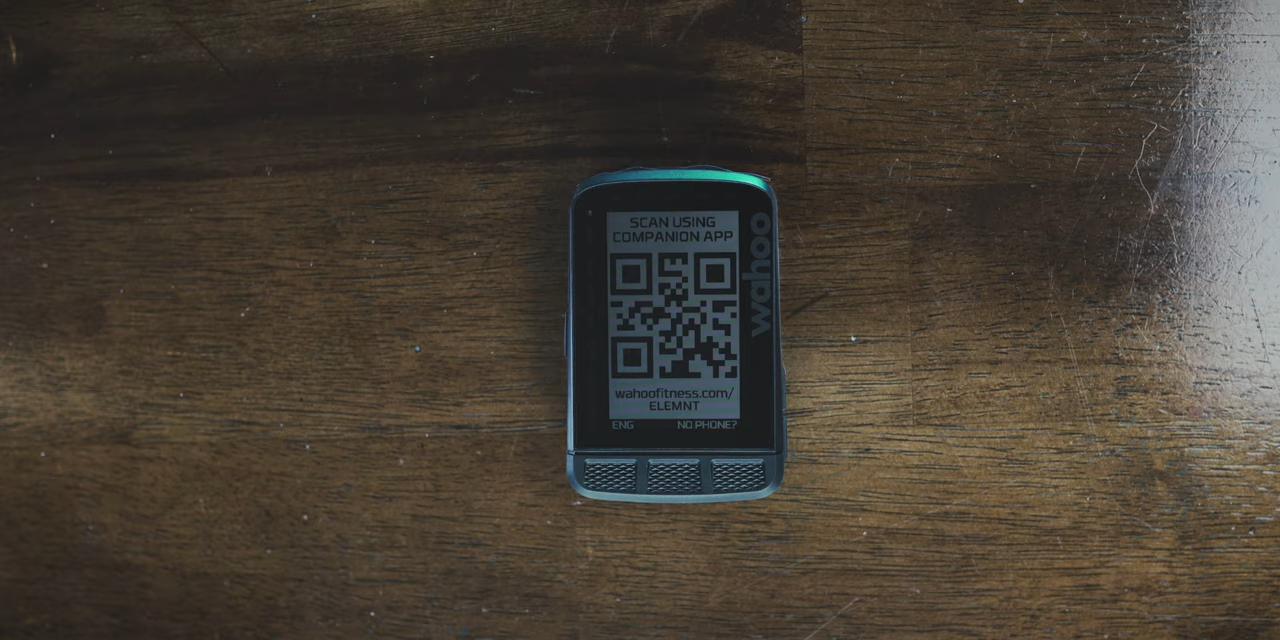 SCAN USING
COMPANION APP
wahoo
wahoofitness.com/
ELEMNT
ENG NO PHONE?